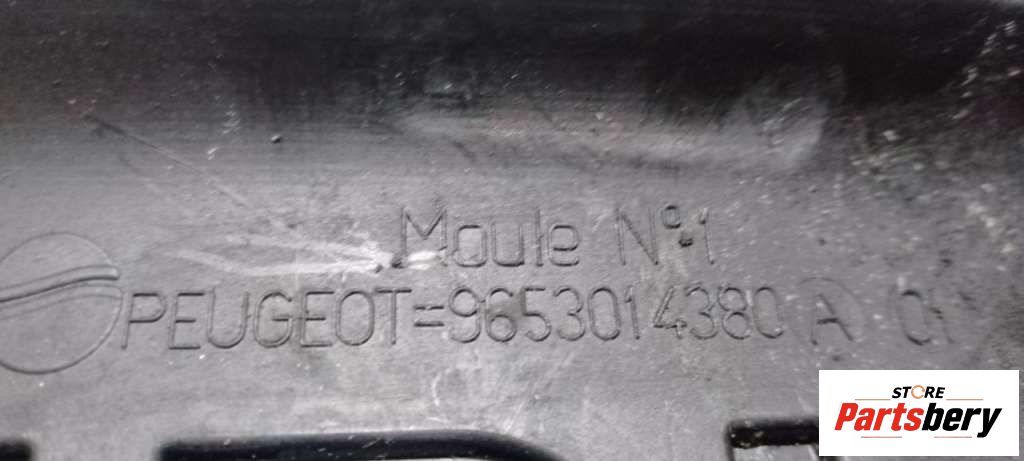 Moule N°1
PEUGEOT=9653014380 A 01
STORE
Partsbery